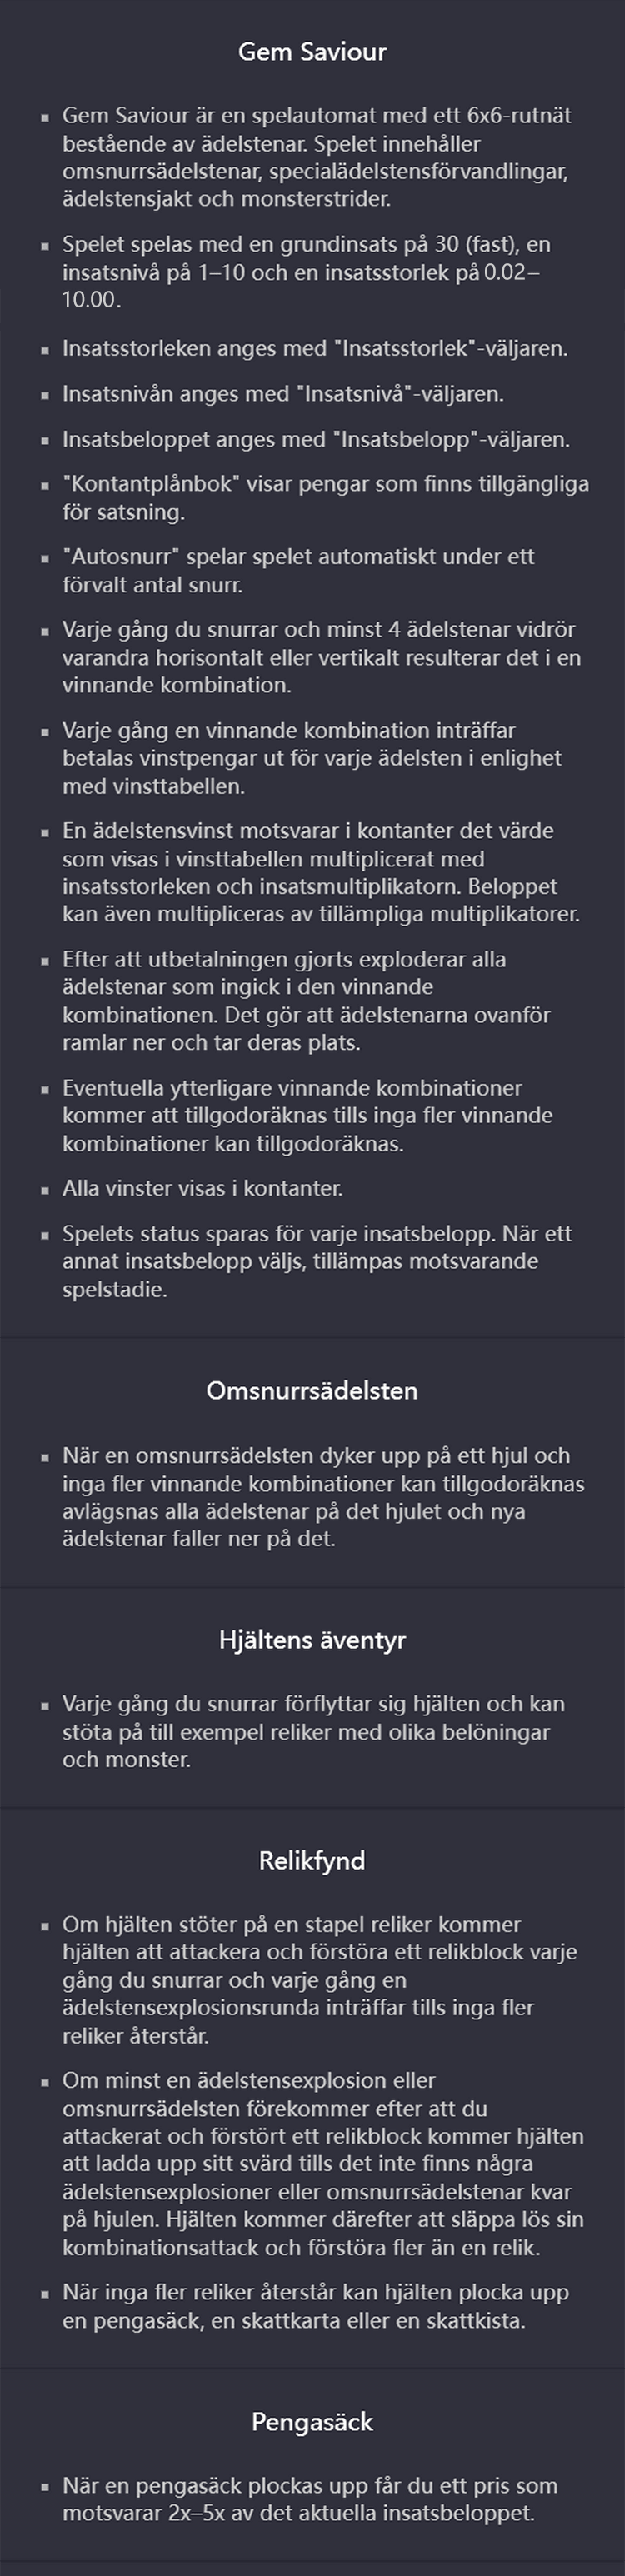 Gem Saviour
▪ Gem Saviour är en spelautomat med ett 6x6-rutnät
bestående av ädelstenar. Spelet innehåller
omsnurrsädelstenar, specialädelstensförvandlingar,
ädelstensjakt och monsterstrider.
▪ Spelet spelas med en grundinsats på 30 (fast), en
insatsnivå på 1–10 och en insatsstorlek på 0.02–
10.00.
▪ Insatsstorleken anges med "Insatsstorlek"-väljaren.
▪ Insatsnivån anges med "Insatsnivå"-väljaren.
▪ Insatsbeloppet anges med "Insatsbelopp"-väljaren.
▪ "Kontantplånbok" visar pengar som finns tillgängliga
för satsning.
▪ "Autosnurr" spelar spelet automatiskt under ett
förvalt antal snurr.
▪ Varje gång du snurrar och minst 4 ädelstenar vidrör
varandra horisontalt eller vertikalt resulterar det i en
vinnande kombination.
▪ Varje gång en vinnande kombination inträffar
betalas vinstpengar ut för varje ädelsten i enlighet
med vinsttabellen.
▪ En ädelstensvinst motsvarar i kontanter det värde
som visas i vinsttabellen multiplicerat med
insatsstorleken och insatsmultiplikatorn. Beloppet
kan även multipliceras av tillämpliga multiplikatorer.
▪ Efter att utbetalningen gjorts exploderar alla
ädelstenar som ingick i den vinnande
kombinationen. Det gör att ädelstenarna ovanför
ramlar ner och tar deras plats.
▪ Eventuella ytterligare vinnande kombinationer
kommer att tillgodoräknas tills inga fler vinnande
kombinationer kan tillgodoräknas.
▪ Alla vinster visas i kontanter.
▪ Spelets status sparas för varje insatsbelopp. När ett
annat insatsbelopp väljs, tillämpas motsvarande
spelstadie.
Omsnurrsädelsten
▪ När en omsnurrsädelsten dyker upp på ett hjul och
inga fler vinnande kombinationer kan tillgodoräknas
avlägsnas alla ädelstenar på det hjulet och nya
ädelstenar faller ner på det.
Hjältens äventyr
▪ Varje gång du snurrar förflyttar sig hjälten och kan
stöta på till exempel reliker med olika belöningar
och monster.
Relikfynd
▪ Om hjälten stöter på en stapel reliker kommer
hjälten att attackera och förstöra ett relikblock varje
gång du snurrar och varje gång en
ädelstensexplosionsrunda inträffar tills inga fler
reliker återstår.
▪ Om minst en ädelstensexplosion eller
omsnurrsädelsten förekommer efter att du
attackerat och förstört ett relikblock kommer hjälten
att ladda upp sitt svärd tills det inte finns några
ädelstensexplosioner eller omsnurrsädelstenar kvar
på hjulen. Hjälten kommer därefter att släppa lös sin
kombinationsattack och förstöra fler än en relik.
▪ När inga fler reliker återstår kan hjälten plocka upp
en pengasäck, en skattkarta eller en skattkista.
Pengasäck
▪ När en pengasäck plockas upp får du ett pris som
motsvarar 2x–5x av det aktuella insatsbeloppet.